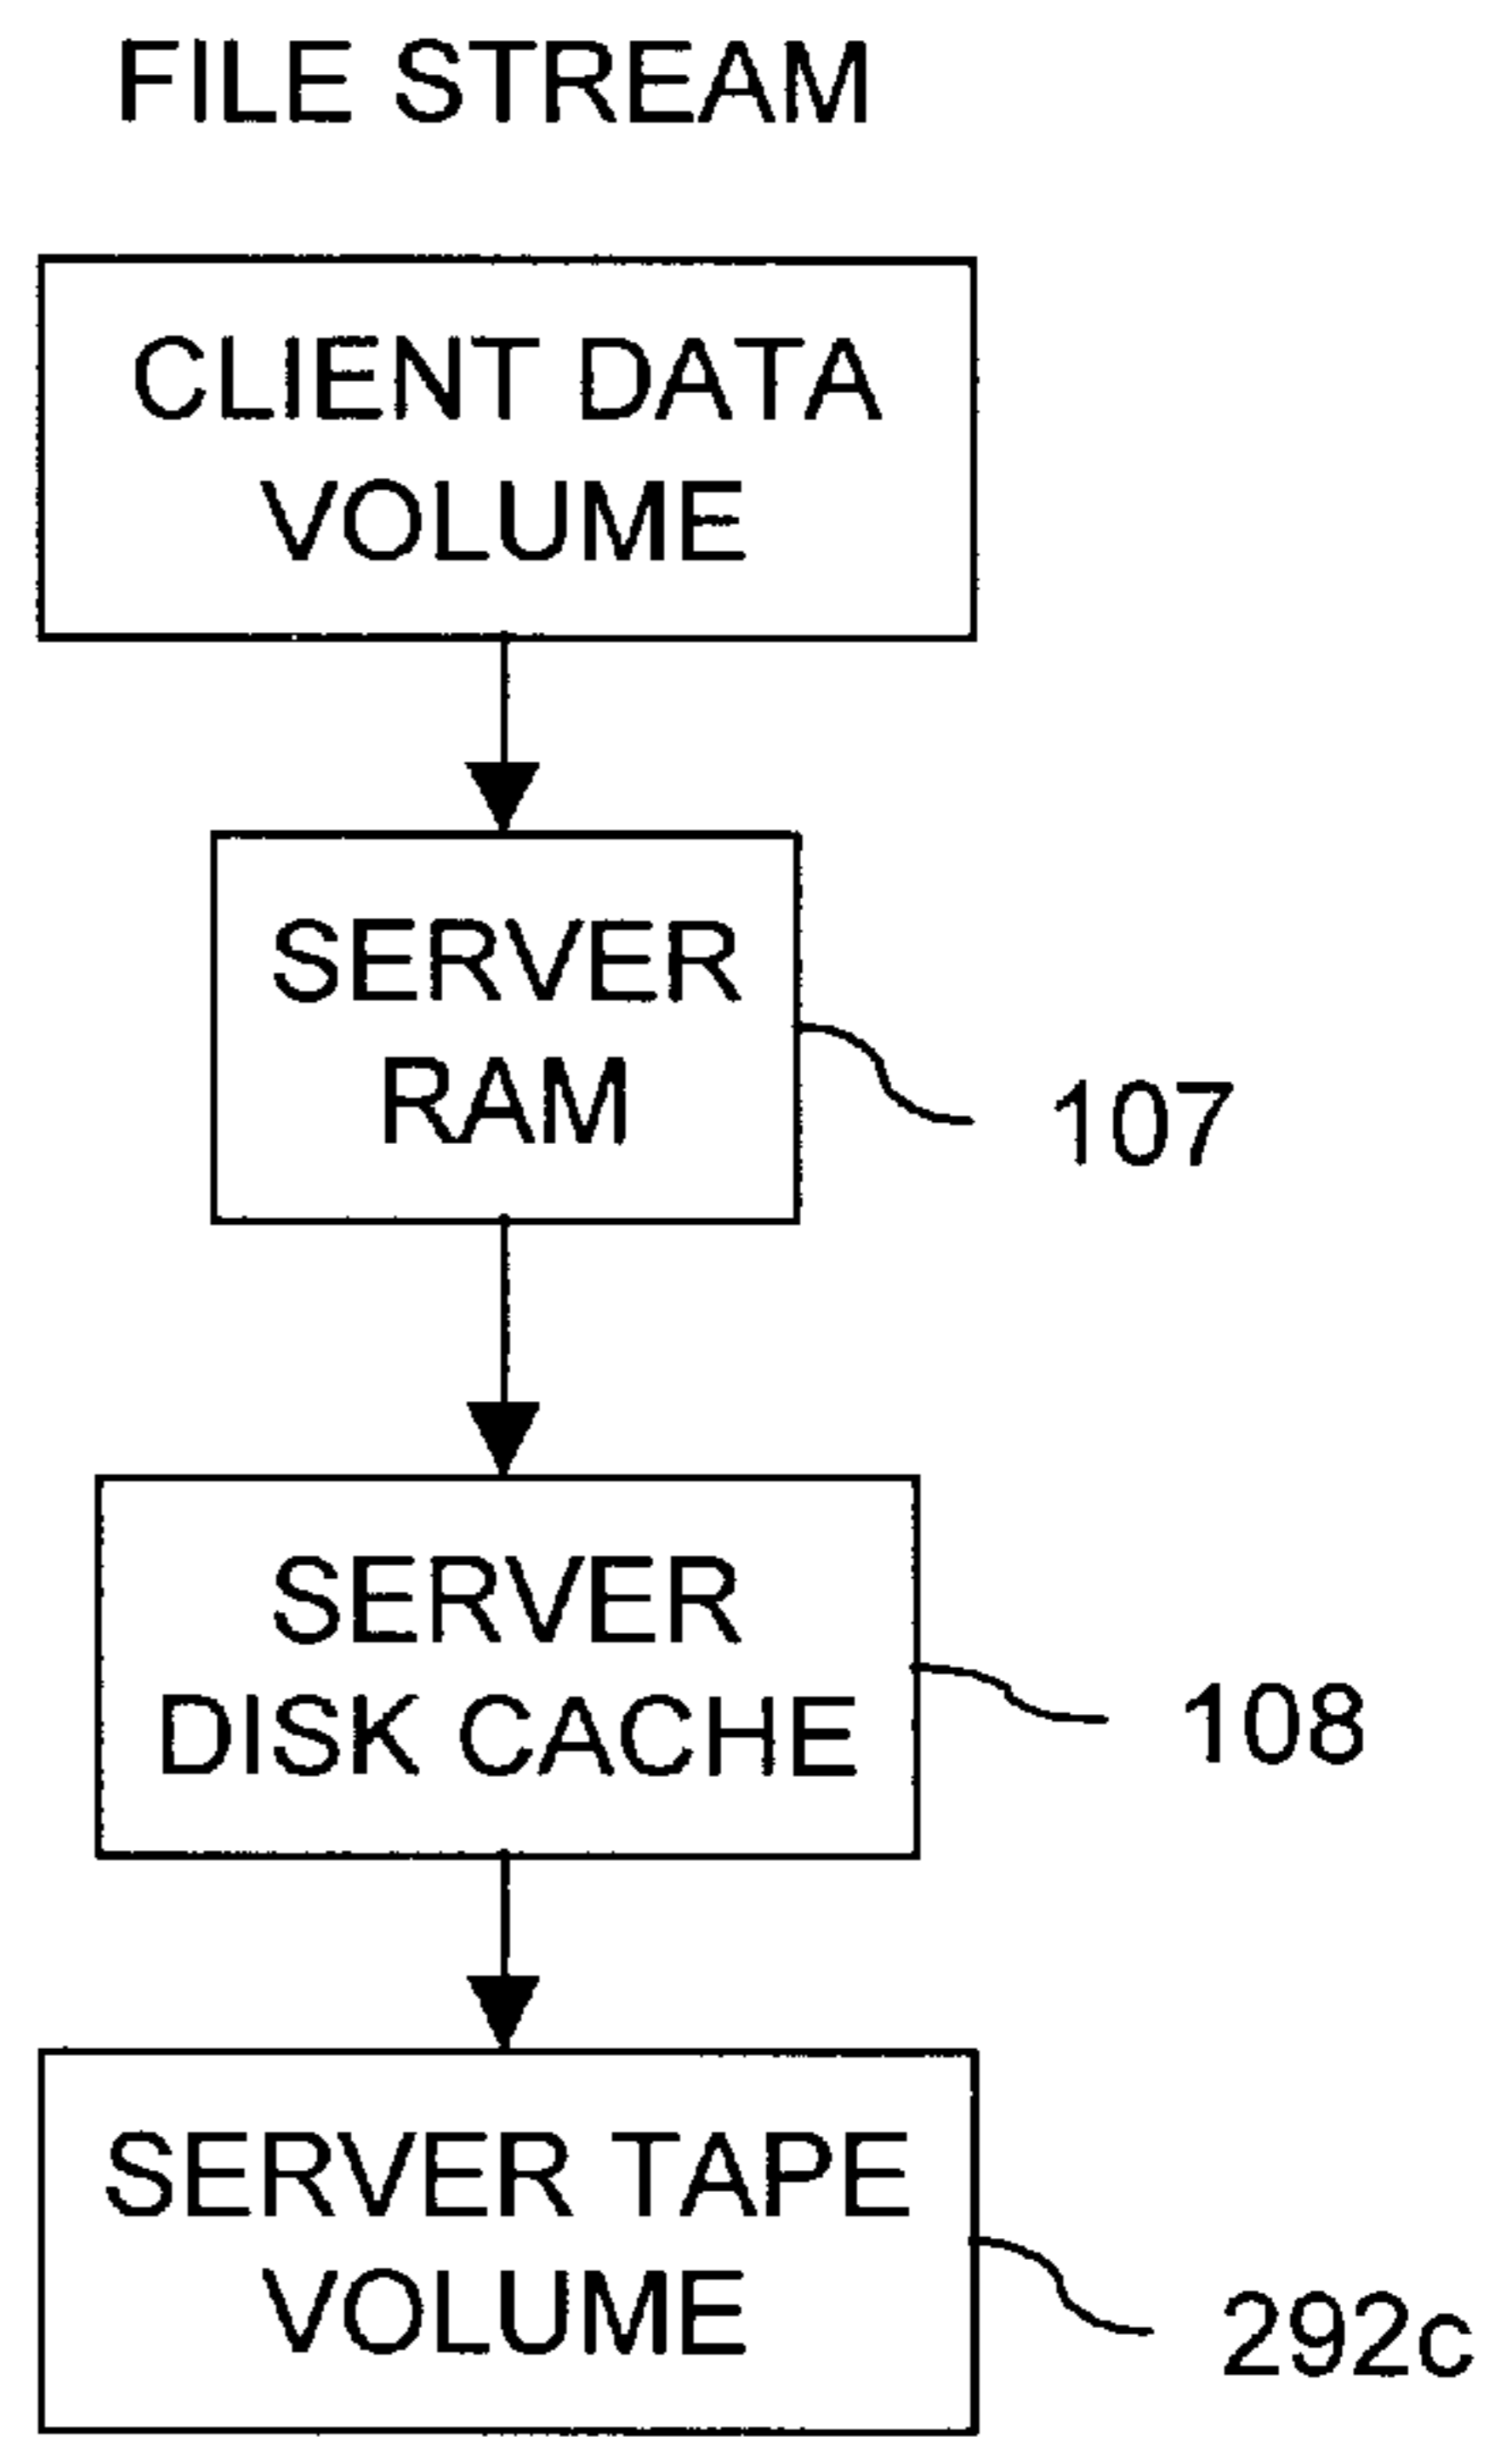 FILE STREAM
CLIENT DATA
VOLUME
SERVER
RAM
107
SERVER
DISK CACHE
108
SERVER TAPE
VOLUME
292c